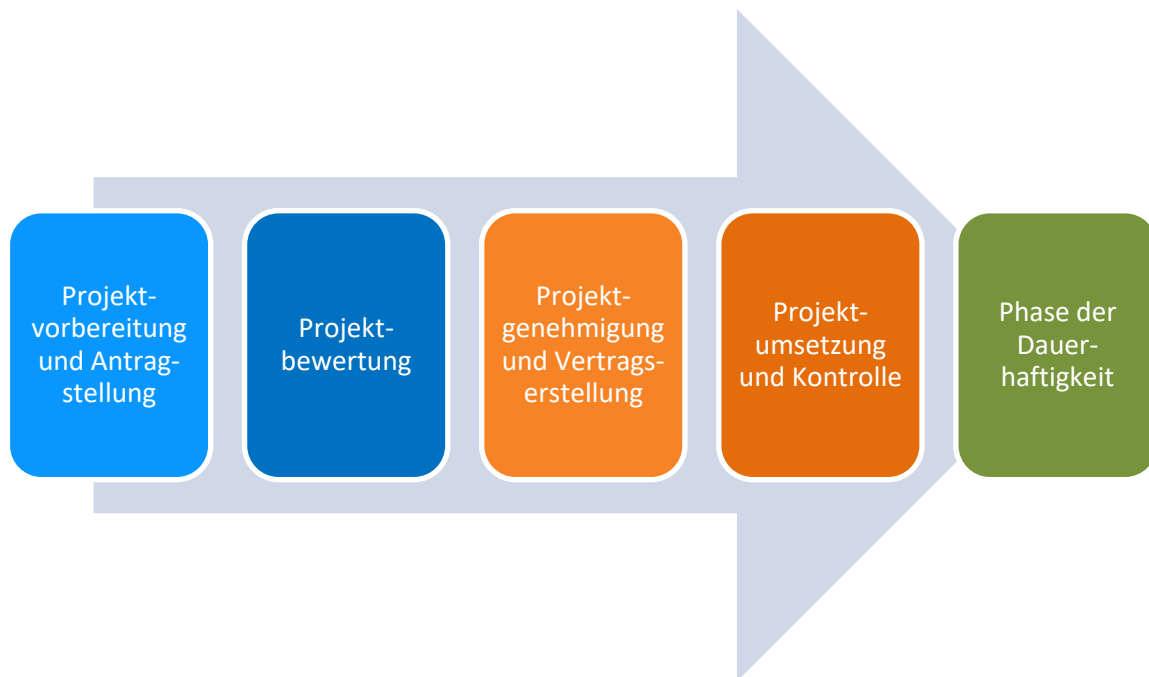 Projekt-
vorbereitung
und Antrag-
stellung
Projekt-
bewertung
Projekt-
genehmigung
und Vertrags-
erstellung
Projekt-
umsetzung
und Kontrolle
Phase der
Dauer-
haftigkeit